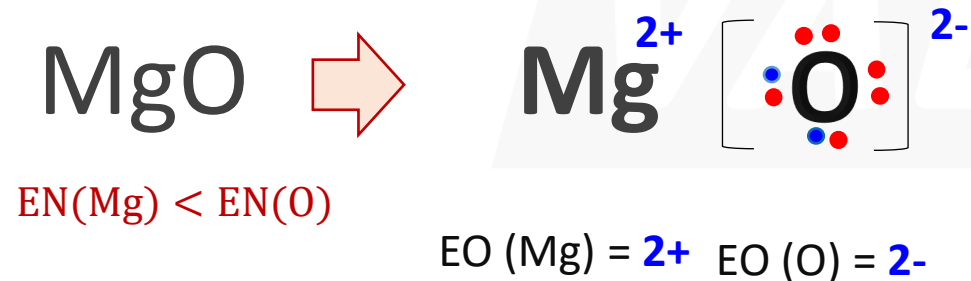 MgO Mg 2+ O 2-
EN(Mg) < EN(O)
EO (Mg) = 2+ EO (O) = 2-